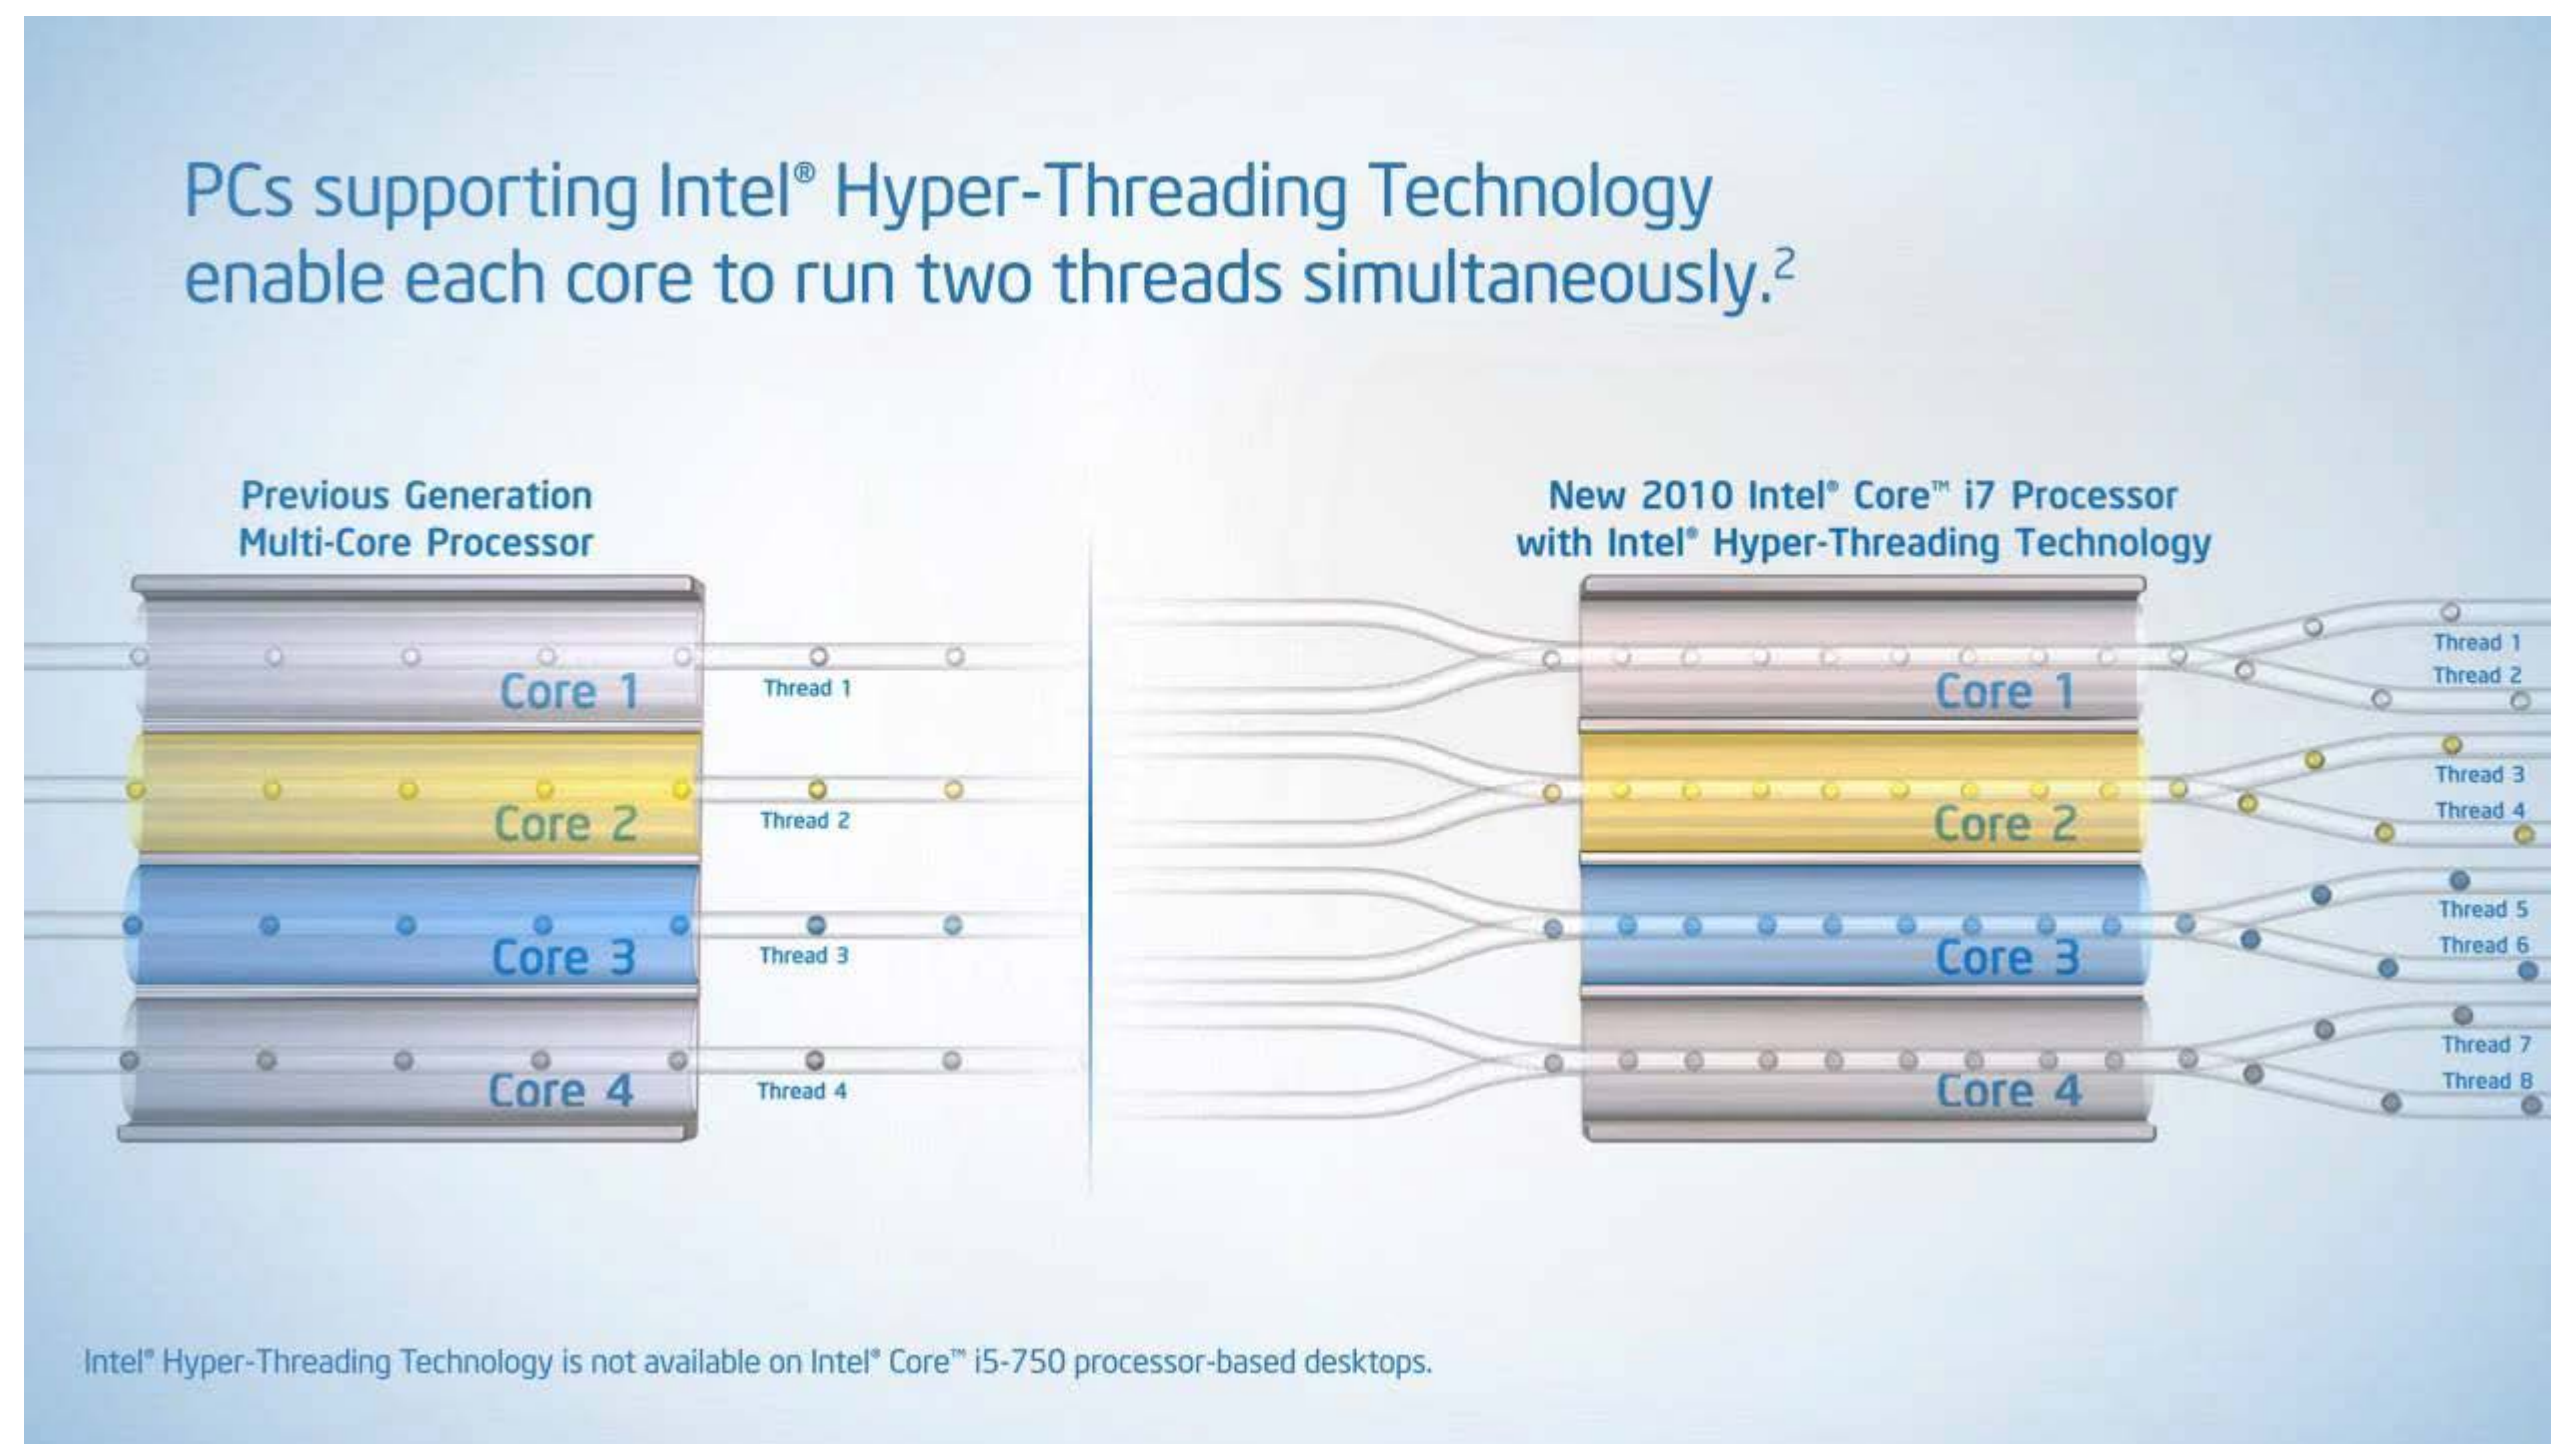 PCs supporting Intel® Hyper-Threading Technology
enable each core to run two threads simultaneously.²
Previous Generation
Multi-Core Processor
Core 1
Thread 1
Core 2
Thread 2
Core 3
Thread 3
Core 4
Thread 4
New 2010 Intel® Core™ i7 Processor
with Intel® Hyper-Threading Technology
Core 1
Thread 1
Thread 2
Core 2
Thread 3
Thread 4
Core 3
Thread 5
Thread 6
Core 4
Thread 7
Thread 8
Intel® Hyper-Threading Technology is not available on Intel® Core™ i5-750 processor-based desktops.